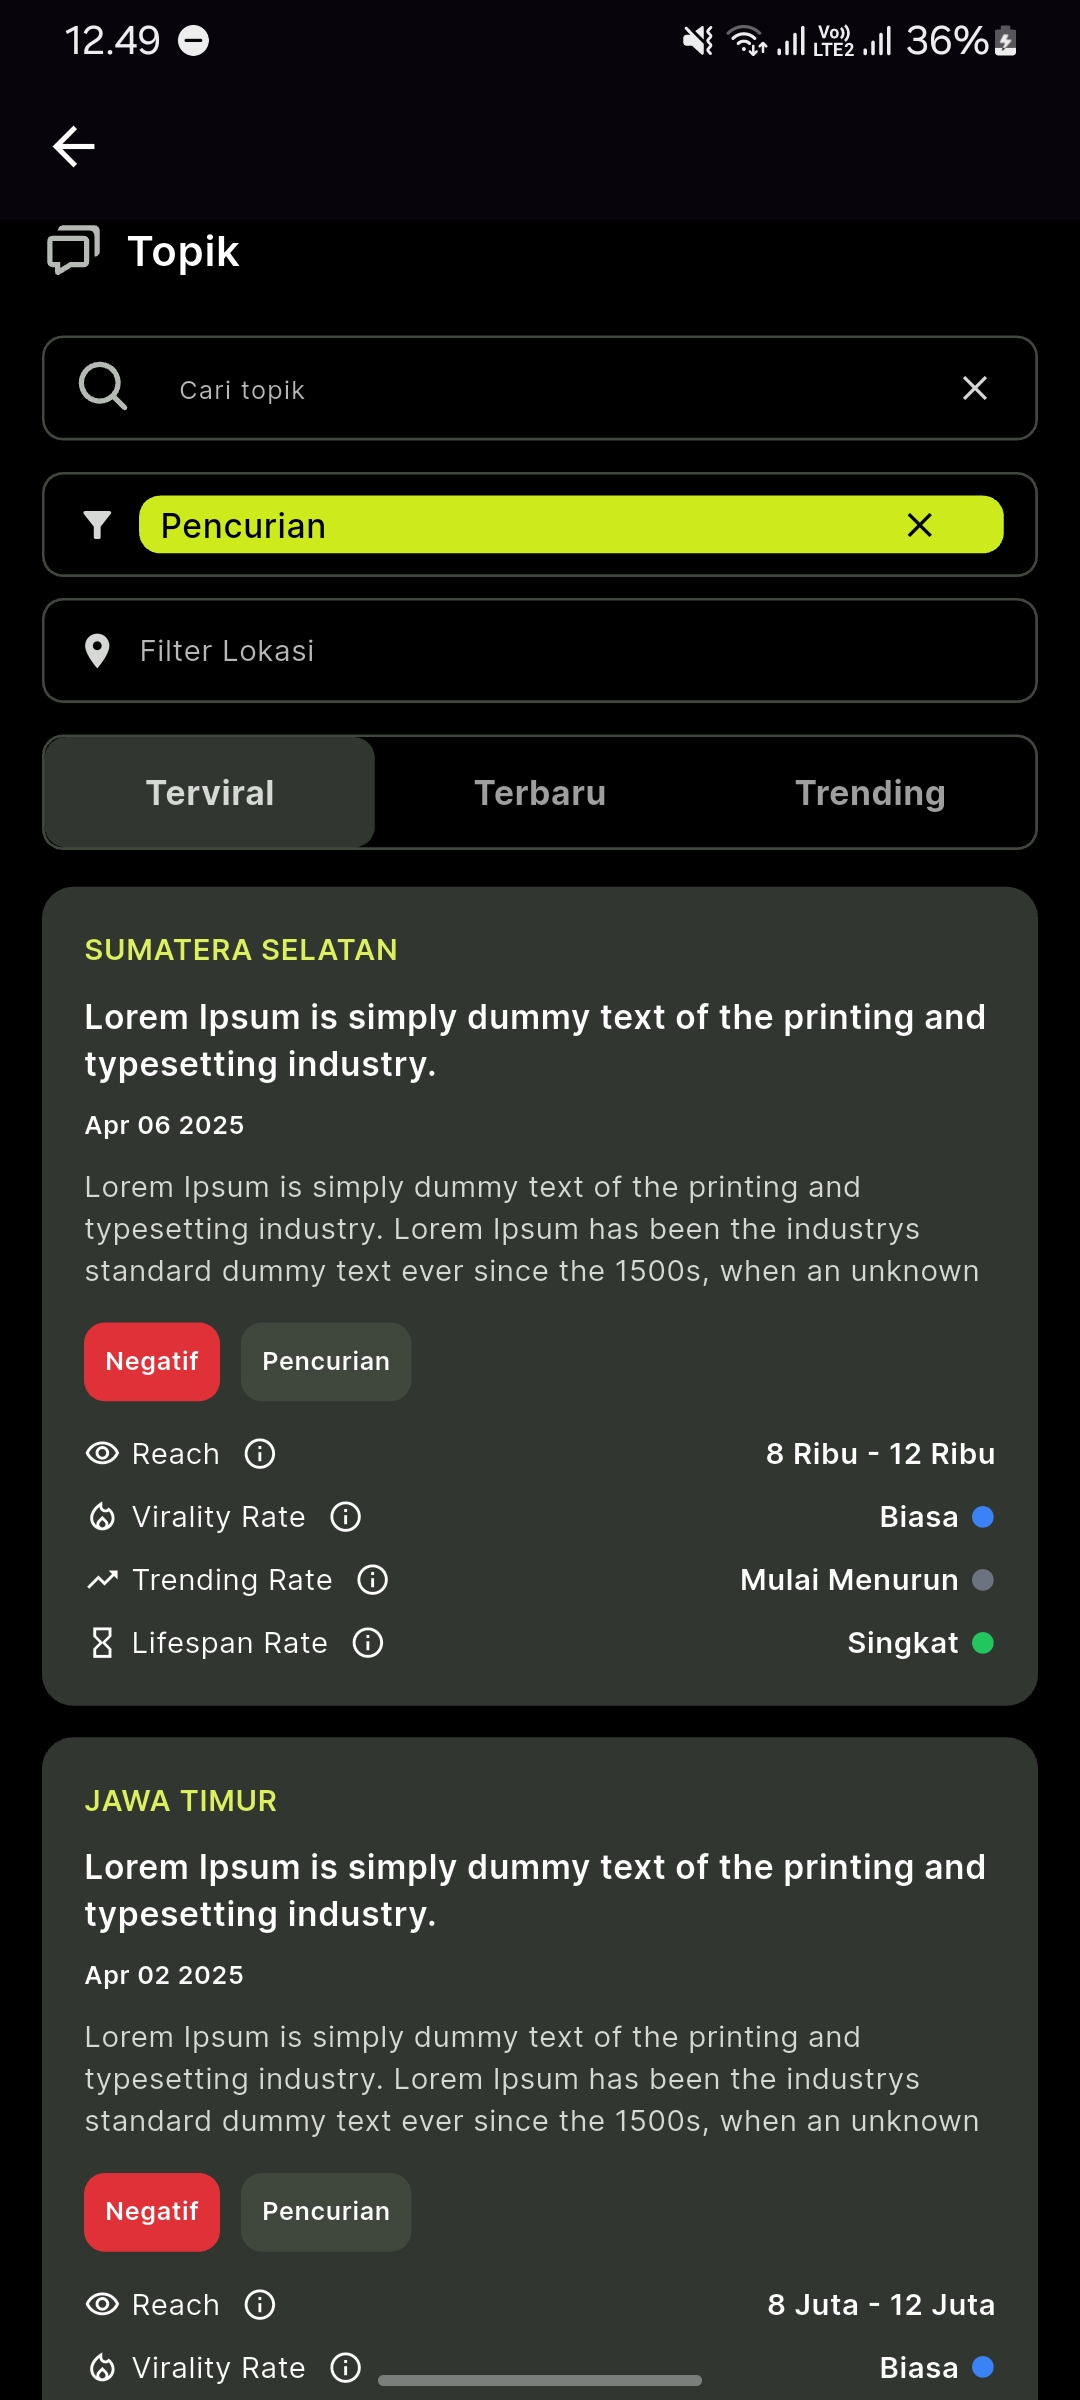 12.49
Vo)) LTE2
36%
Topik
Cari topik
Pencurian
Filter Lokasi
Terviral Terbaru Trending
SUMATERA SELATAN
Lorem Ipsum is simply dummy text of the printing and
typesetting industry.
Apr 06 2025
Lorem Ipsum is simply dummy text of the printing and
typesetting industry. Lorem Ipsum has been the industrys
standard dummy text ever since the 1500s, when an unknown
Negatif Pencurian
Reach 8 Ribu - 12 Ribu
Virality Rate Biasa
Trending Rate Mulai Menurun
Lifespan Rate Singkat
JAWA TIMUR
Lorem Ipsum is simply dummy text of the printing and
typesetting industry.
Apr 02 2025
Lorem Ipsum is simply dummy text of the printing and
typesetting industry. Lorem Ipsum has been the industrys
standard dummy text ever since the 1500s, when an unknown
Negatif Pencurian
Reach 8 Juta - 12 Juta
Virality Rate Biasa